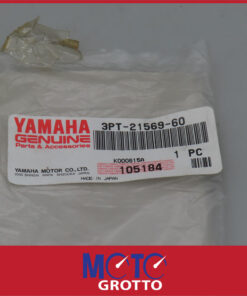 YAMAHA
GENUINE
Parts & Accessories
3PT-21569-60
1 PC
K000615A
105184
YAMAHA MOTOR CO., LTD.
MADE IN JAPAN
MOTO
GROTTO